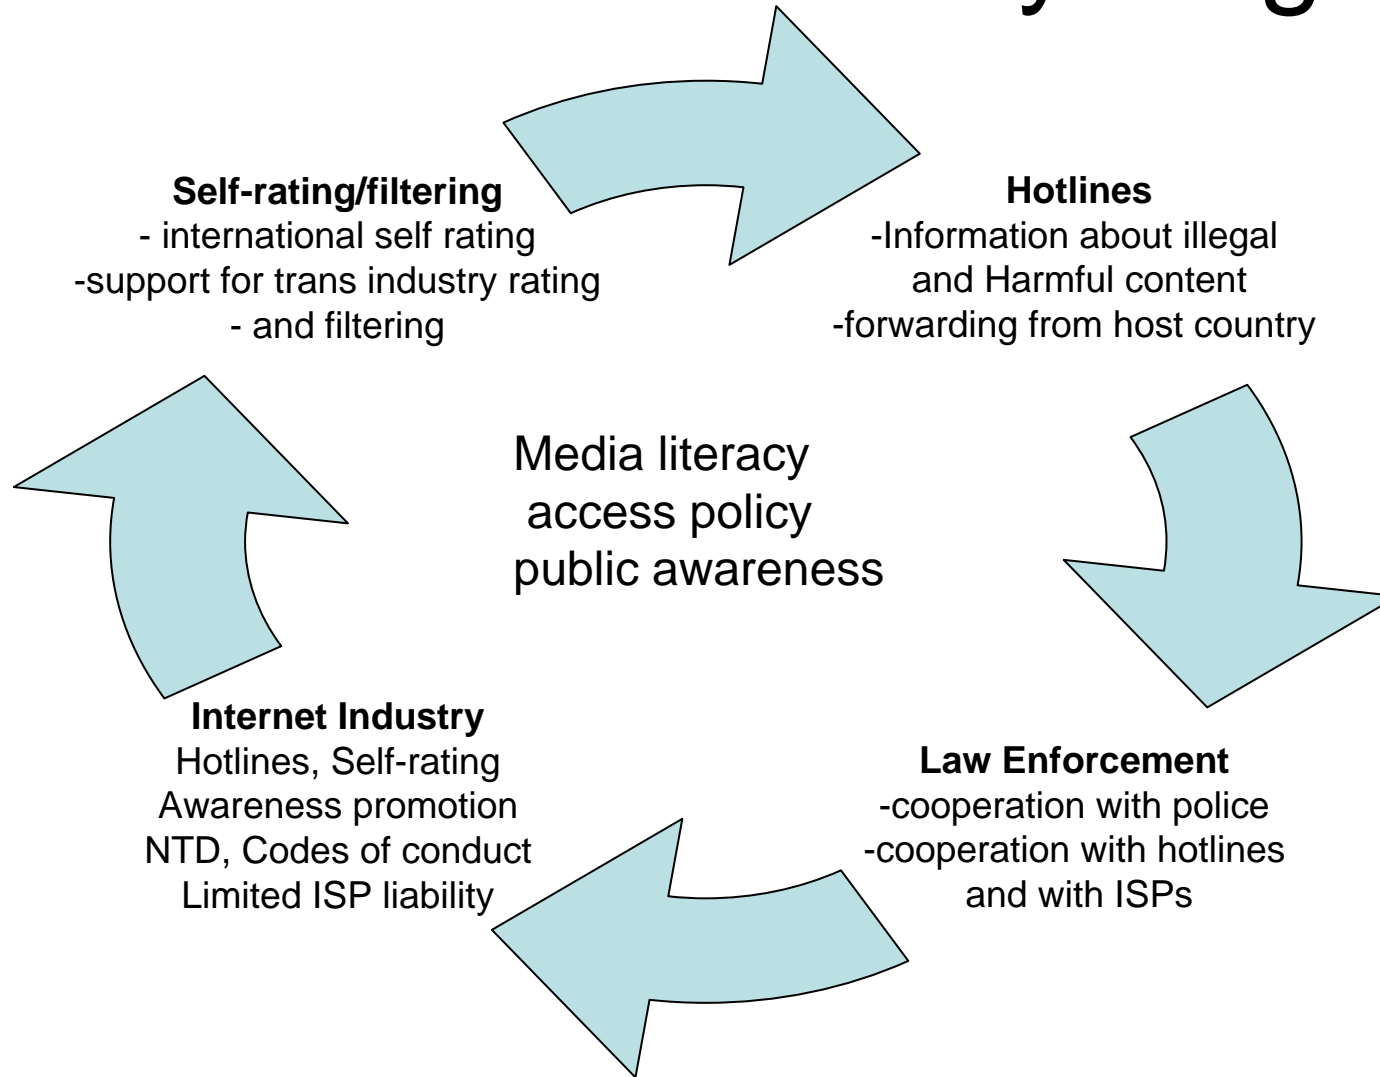 Self-rating/filtering
- international self rating
-support for trans industry rating
- and filtering
Hotlines
-Information about illegal
and Harmful content
-forwarding from host country
Media literacy
access policy
public awareness
Internet Industry
Hotlines, Self-rating
Awareness promotion
NTD, Codes of conduct
Limited ISP liability
Law Enforcement
-cooperation with police
-cooperation with hotlines
and with ISPs